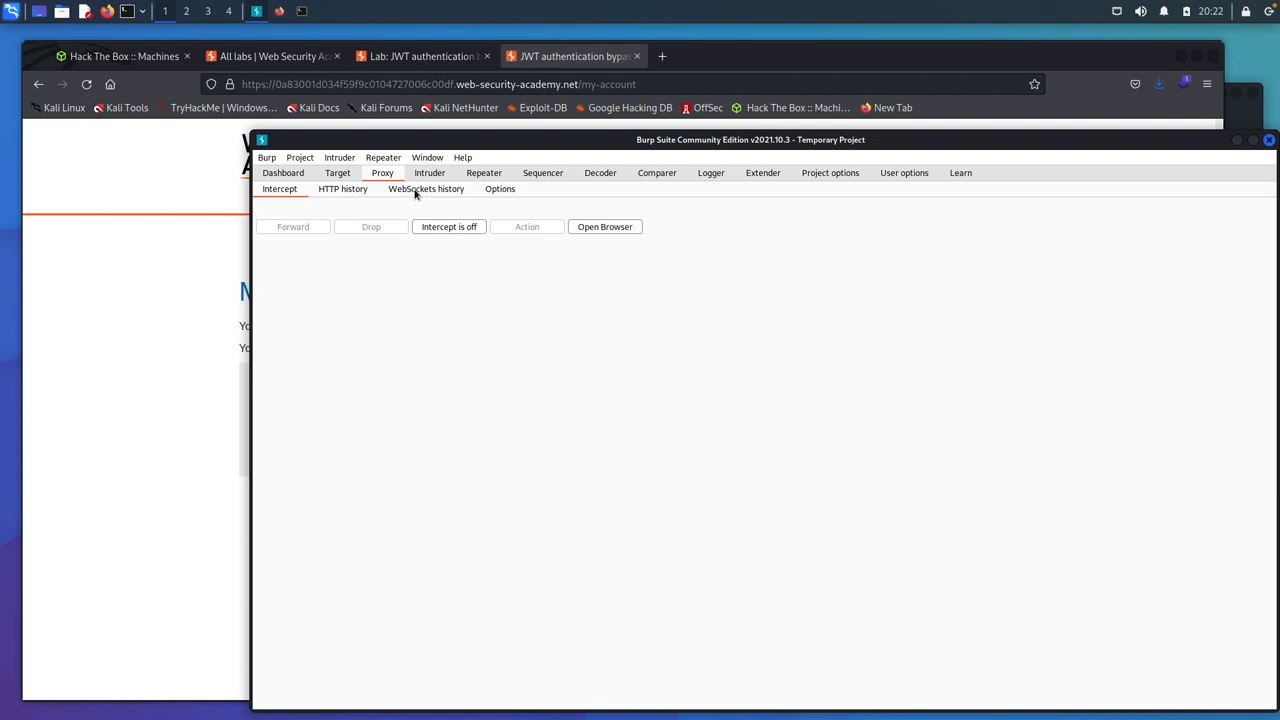 1 2 3 4 20:22
Hack The Box :: Machines All labs | Web Security Ac Lab: JWT authentication b JWT authentication bypas
https://0a83001d034f59f9c0104727006c00df.web-security-academy.net/my-account
1
Kali Linux Kali Tools TryHackMe | Windows… Kali Docs Kali Forums Kali NetHunter Exploit-DB Google Hacking DB OffSec Hack The Box :: Machi… New Tab
Burp Suite Community Edition v2021.10.3 - Temporary Project
Burp Project Intruder Repeater Window Help
Dashboard Target Proxy Intruder Repeater Sequencer Decoder Comparer Logger Extender Project options User options Learn
Intercept HTTP history WebSockets history Options
Forward Drop Intercept is off Action Open Browser
Yo
Yo